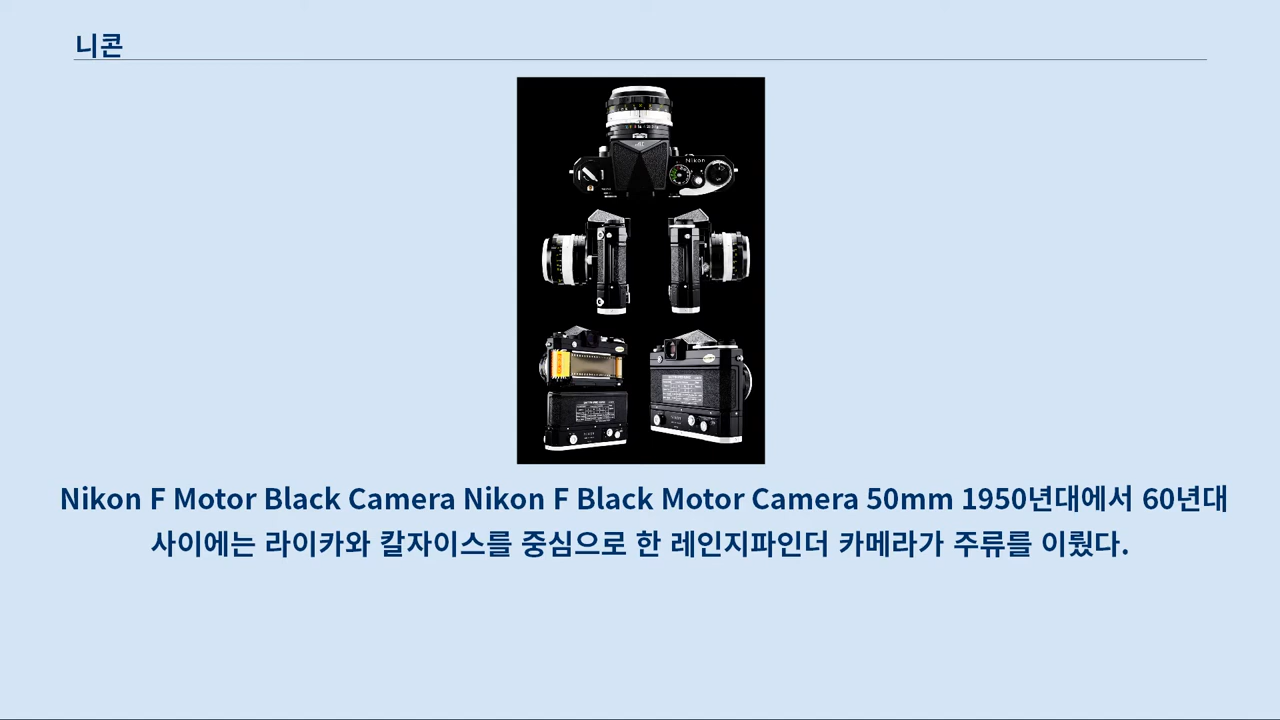 니콘
Nikon
Nikon F Motor Black Camera Nikon F Black Motor Camera 50mm 1950년대에서 60년대
사이에는 라이카와 칼자이스를 중심으로 한 레인지파인더 카메라가 주류를 이뤘다.